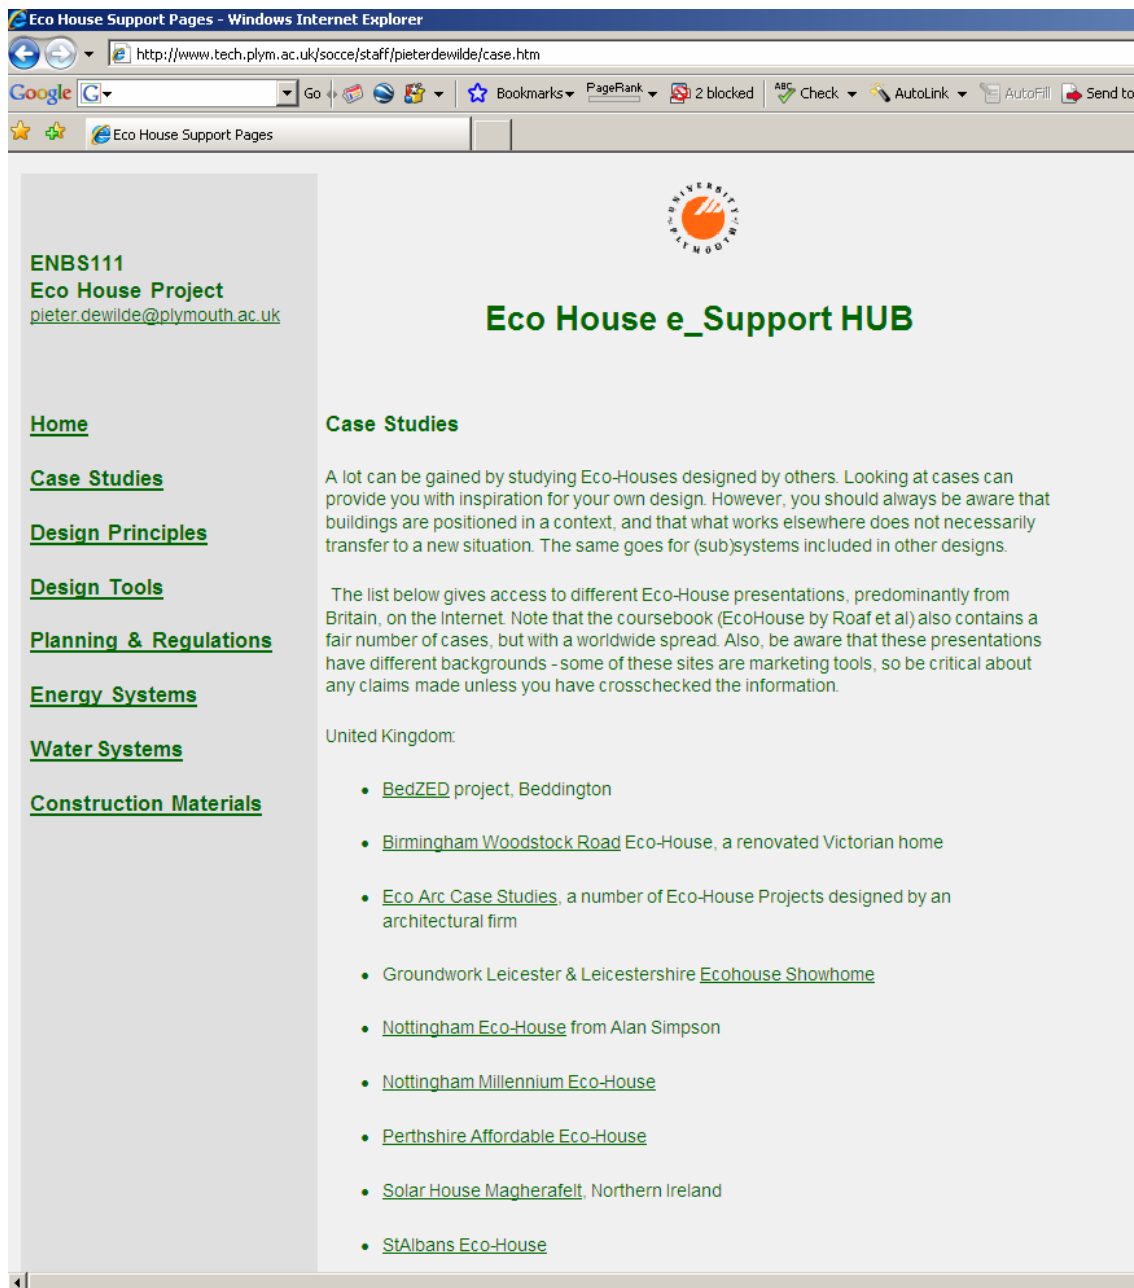 Eco House Support Pages - Windows Internet Explorer
http://www.tech.plym.ac.uk/socce/staff/pieterdewilde/case.htm
Google G Go Bookmarks PageRank 2 blocked ABC Check AutoLink AutoFill Send to
Eco House Support Pages
UNIVERSITY
PLYMOUTH
ENBS111
Eco House Project
pieter.dewilde@plymouth.ac.uk
Eco House e_Support HUB
Home
Case Studies
Design Principles
Design Tools
Planning & Regulations
Energy Systems
Water Systems
Construction Materials
Case Studies
A lot can be gained by studying Eco-Houses designed by others. Looking at cases can
provide you with inspiration for your own design. However, you should always be aware that
buildings are positioned in a context, and that what works elsewhere does not necessarily
transfer to a new situation. The same goes for (sub)systems included in other designs.
The list below gives access to different Eco-House presentations, predominantly from
Britain, on the Internet. Note that the coursebook (EcoHouse by Roaf et al) also contains a
fair number of cases, but with a worldwide spread. Also, be aware that these presentations
have different backgrounds - some of these sites are marketing tools, so be critical about
any claims made unless you have crosschecked the information.
United Kingdom:
• BedZED project, Beddington
• Birmingham Woodstock Road Eco-House, a renovated Victorian home
• Eco Arc Case Studies, a number of Eco-House Projects designed by an
architectural firm
• Groundwork Leicester & Leicestershire Ecohouse Showhome
• Nottingham Eco-House from Alan Simpson
• Nottingham Millennium Eco-House
• Perthshire Affordable Eco-House
• Solar House Magherafelt, Northern Ireland
• StAlbans Eco-House